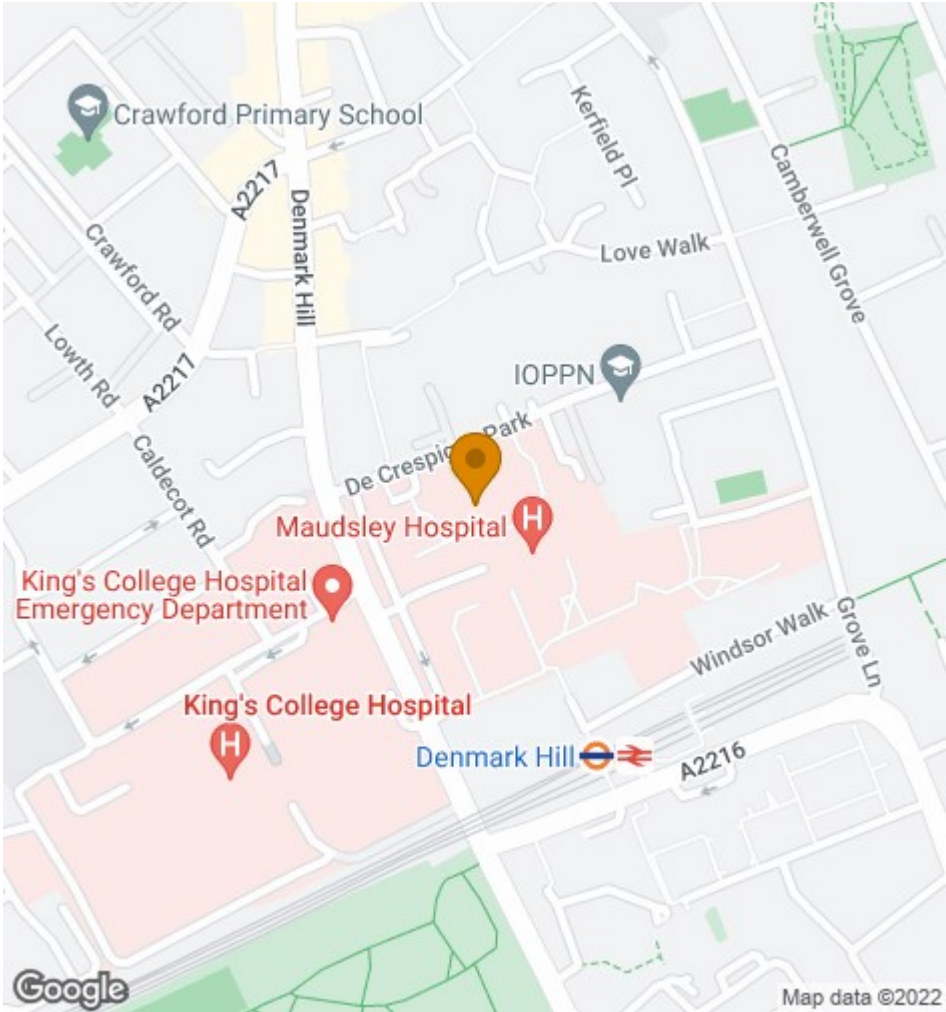 Crawford Primary School
A2217
Denmark Hill
Kerfield Pl
Camberwell Grove
Love Walk
Crawford Rd
Lowth Rd
A2217
IOPPN
De Crespig Park
Caldecot Rd
Maudsley Hospital
H
King's College Hospital
Emergency Department
Windsor Walk
Grove Ln
King's College Hospital
H
Denmark Hill
A2216
Google
Map data ©2022